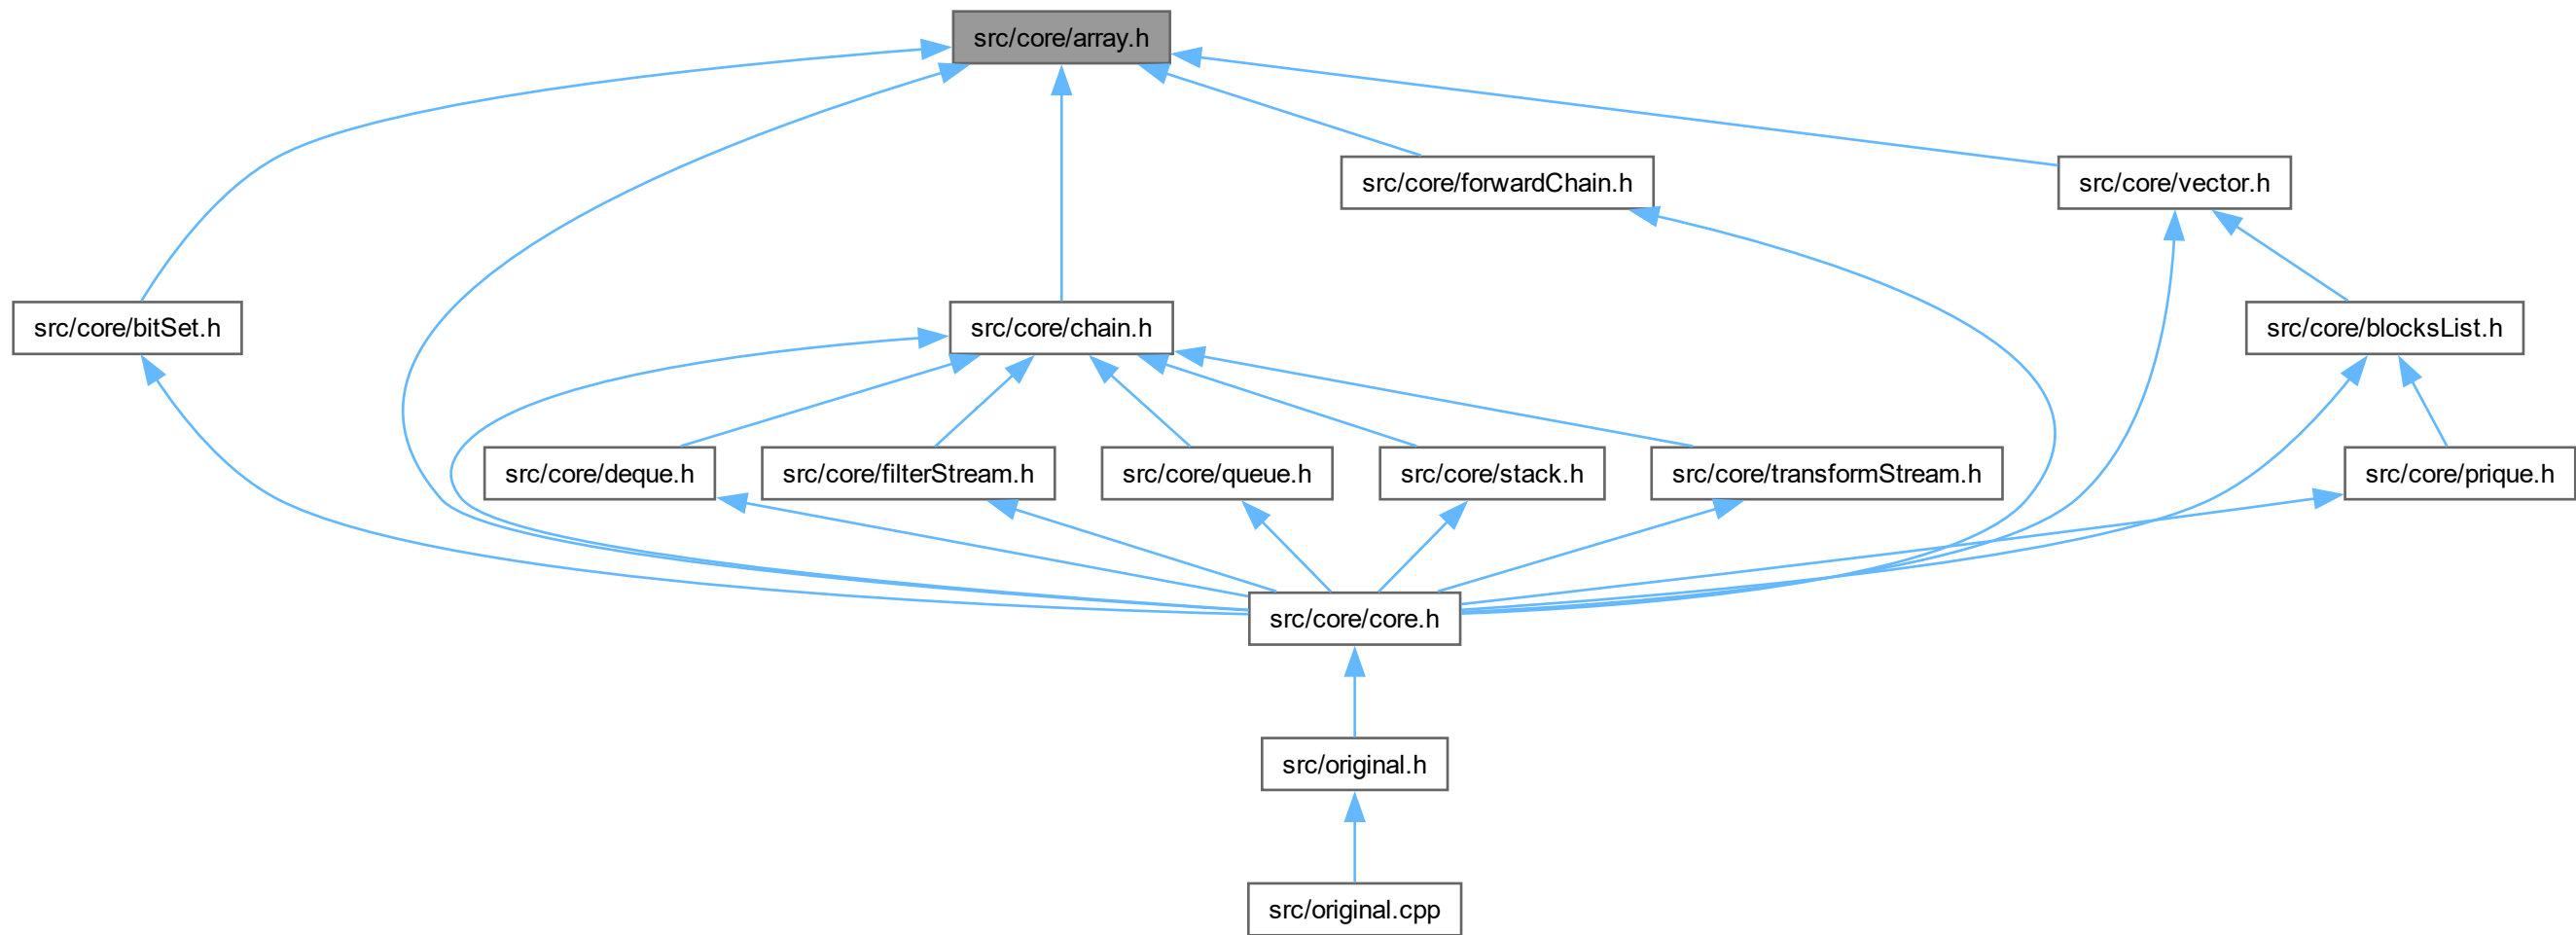 src/core/array.h
src/core/forwardChain.h
src/core/vector.h
src/core/bitSet.h
src/core/chain.h
src/core/blocksList.h
src/core/deque.h
src/core/filterStream.h
src/core/queue.h
src/core/stack.h
src/core/transformStream.h
src/core/prique.h
src/core/core.h
src/original.h
src/original.cpp